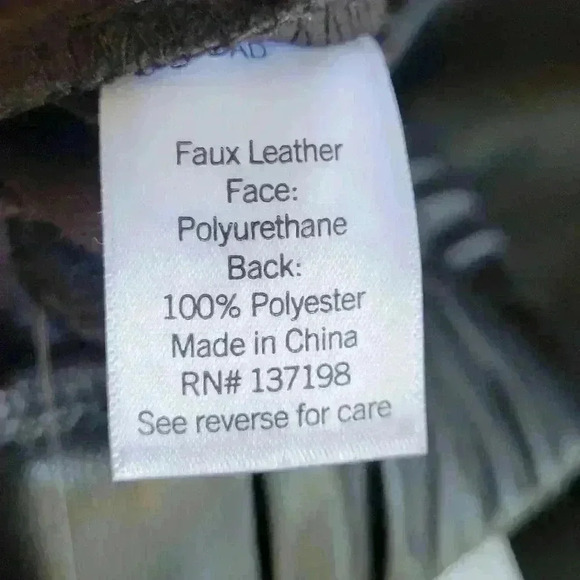 Faux Leather
Face:
Polyurethane
Back:
100% Polyester
Made in China
RN# 137198
See reverse for care